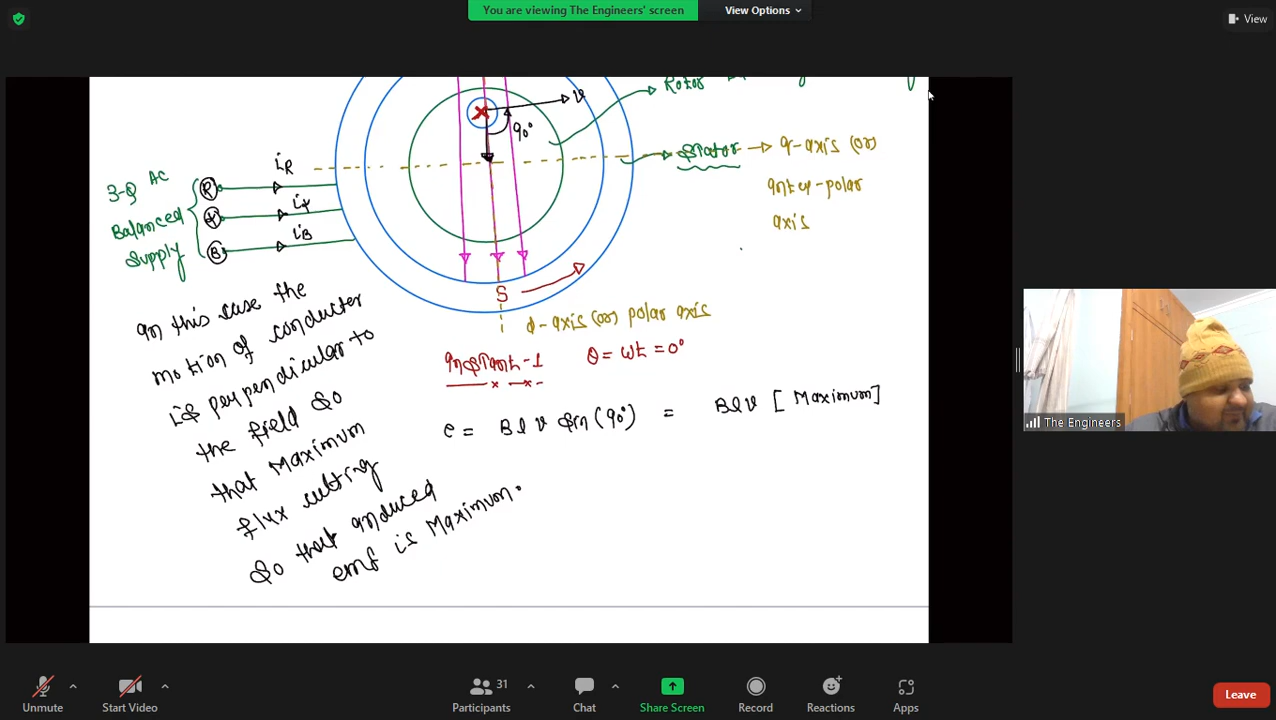 You are viewing The Engineers' screen
View Options
View
Rotor
v
90°
Stator → q-axis (or)
inter-polar
axis
3-Φ AC
Balanced
Supply
R
Y
B
iR
iY
iB
S
d-axis (or) polar axis
Instant-1 θ = ωt = 0°
e = Blv Sin(90°) = Blv [Maximum]
In this case the
motion of conductor
is perpendicular to
the field so
that Maximum
flux cutting
So that induced
emf is Maximum.
The Engineers
Unmute
Start Video
31
Participants
Chat
Share Screen
Record
Reactions
Apps
Leave